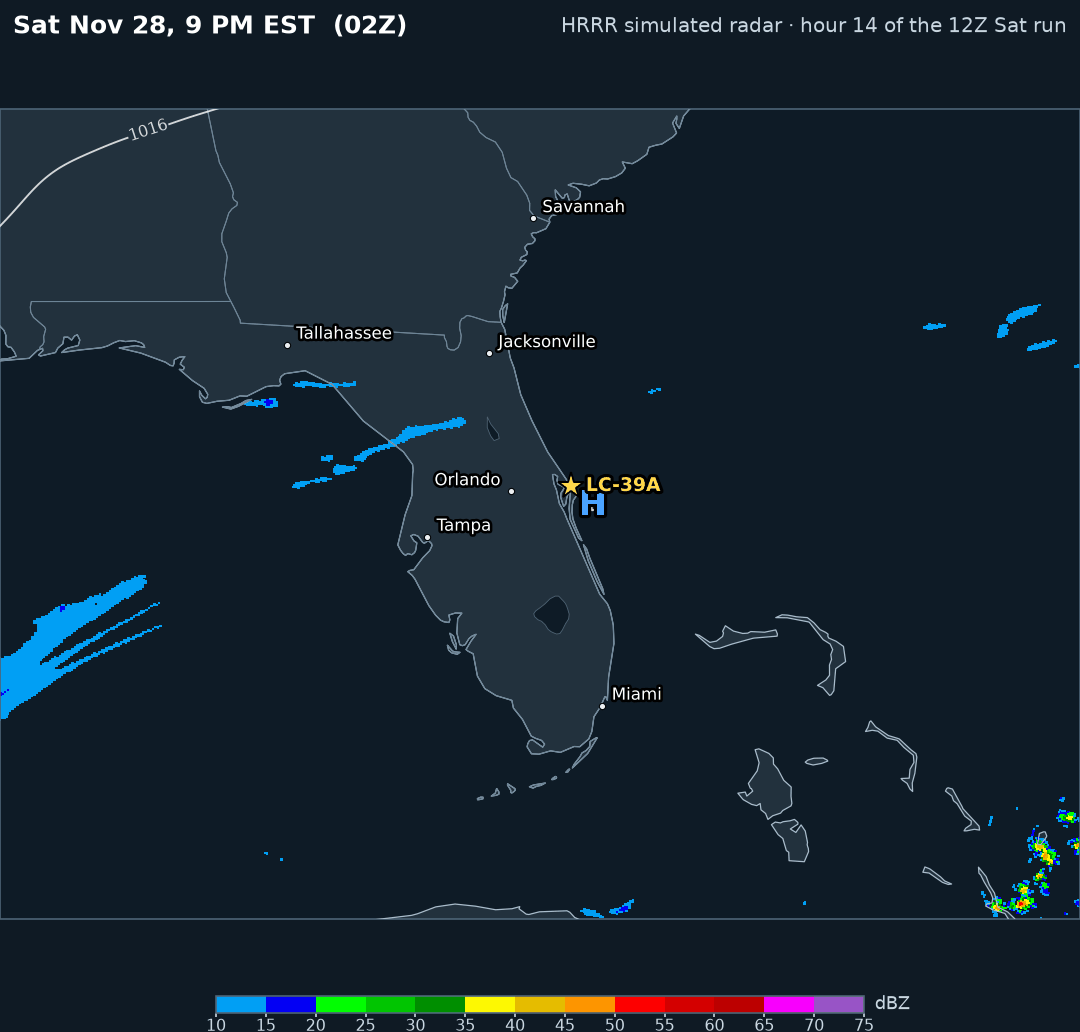 Sat Nov 28, 9 PM EST (02Z)
HRRR simulated radar · hour 14 of the 12Z Sat run
1016
Savannah
Tallahassee
Jacksonville
Orlando
LC-39A
H
Tampa
Miami
dBZ
10 15 20 25 30 35 40 45 50 55 60 65 70 75